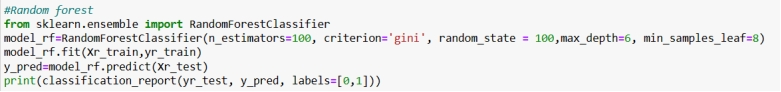 #Random forest
from sklearn.ensemble import RandomForestClassifier
model_rf=RandomForestClassifier(n_estimators=100, criterion='gini', random_state = 100,max_depth=6, min_samples_leaf=8)
model_rf.fit(Xr_train,yr_train)
y_pred=model_rf.predict(Xr_test)
print(classification_report(yr_test, y_pred, labels=[0,1]))